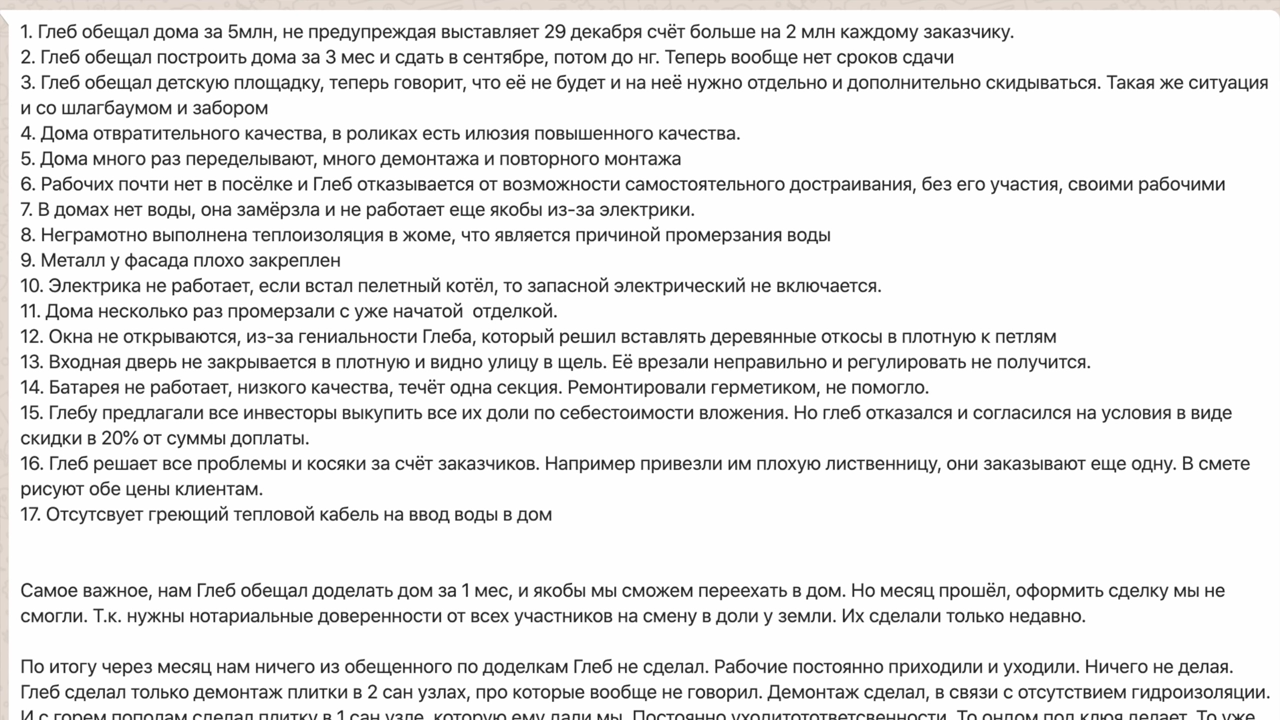 1. Глеб обещал дома за 5млн, не предупреждая выставляет 29 декабря счёт больше на 2 млн каждому заказчику.
2. Глеб обещал построить дома за 3 мес и сдать в сентябре, потом до нг. Теперь вообще нет сроков сдачи
3. Глеб обещал детскую площадку, теперь говорит, что её не будет и на неё нужно отдельно и дополнительно скидываться. Такая же ситуация
и со шлагбаумом и забором
4. Дома отвратительного качества, в роликах есть илюзия повышенного качества.
5. Дома много раз переделывают, много демонтажа и повторного монтажа
6. Рабочих почти нет в посёлке и Глеб отказывается от возможности самостоятельного достраивания, без его участия, своими рабочими
7. В домах нет воды, она замёрзла и не работает еще якобы из-за электрики.
8. Неграмотно выполнена теплоизоляция в жоме, что является причиной промерзания воды
9. Металл у фасада плохо закреплен
10. Электрика не работает, если встал пелетный котёл, то запасной электрический не включается.
11. Дома несколько раз промерзали с уже начатой  отделкой.
12. Окна не открываются, из-за гениальности Глеба, который решил вставлять деревянные откосы в плотную к петлям
13. Входная дверь не закрывается в плотную и видно улицу в щель. Её врезали неправильно и регулировать не получится.
14. Батарея не работает, низкого качества, течёт одна секция. Ремонтировали герметиком, не помогло.
15. Глебу предлагали все инвесторы выкупить все их доли по себестоимости вложения. Но глеб отказался и согласился на условия в виде
скидки в 20% от суммы доплаты.
16. Глеб решает все проблемы и косяки за счёт заказчиков. Например привезли им плохую лиственницу, они заказывают еще одну. В смете
рисуют обе цены клиентам.
17. Отсутсвует греющий тепловой кабель на ввод воды в дом
Самое важное, нам Глеб обещал доделать дом за 1 мес, и якобы мы сможем переехать в дом. Но месяц прошёл, оформить сделку мы не
смогли. Т.к. нужны нотариальные доверенности от всех участников на смену в доли у земли. Их сделали только недавно.
По итогу через месяц нам ничего из обещенного по доделкам Глеб не сделал. Рабочие постоянно приходили и уходили. Ничего не делая.
Глеб сделал только демонтаж плитки в 2 сан узлах, про которые вообще не говорил. Демонтаж сделал, в связи с отсутствием гидроизоляции.
И с горем пополам сделал плитку в 1 сан узле, которую ему дали мы. Постоянно